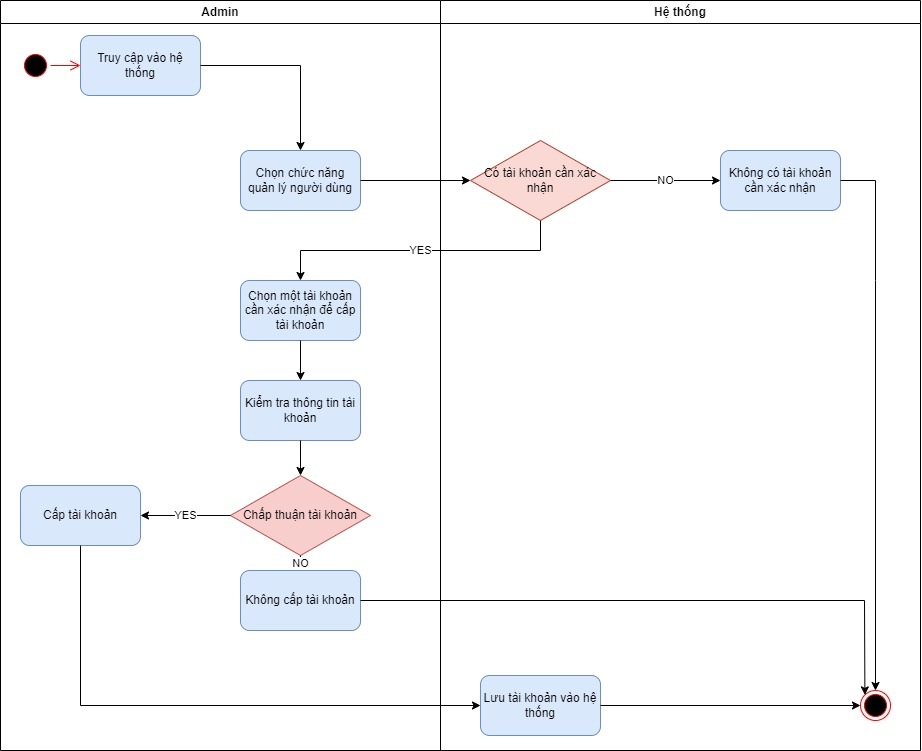 Admin
Hệ thống
Truy cập vào hệ
thống
Chọn chức năng
quản lý người dùng
Có tài khoản cần xác
nhận
NO
Không có tài khoản
cần xác nhận
YES
Chọn một tài khoản
cần xác nhận để cấp
tài khoản
Kiểm tra thông tin tài
khoản
Cấp tài khoản
YES
Chấp thuận tài khoản
NO
Không cấp tài khoản
Lưu tài khoản vào hệ
thống